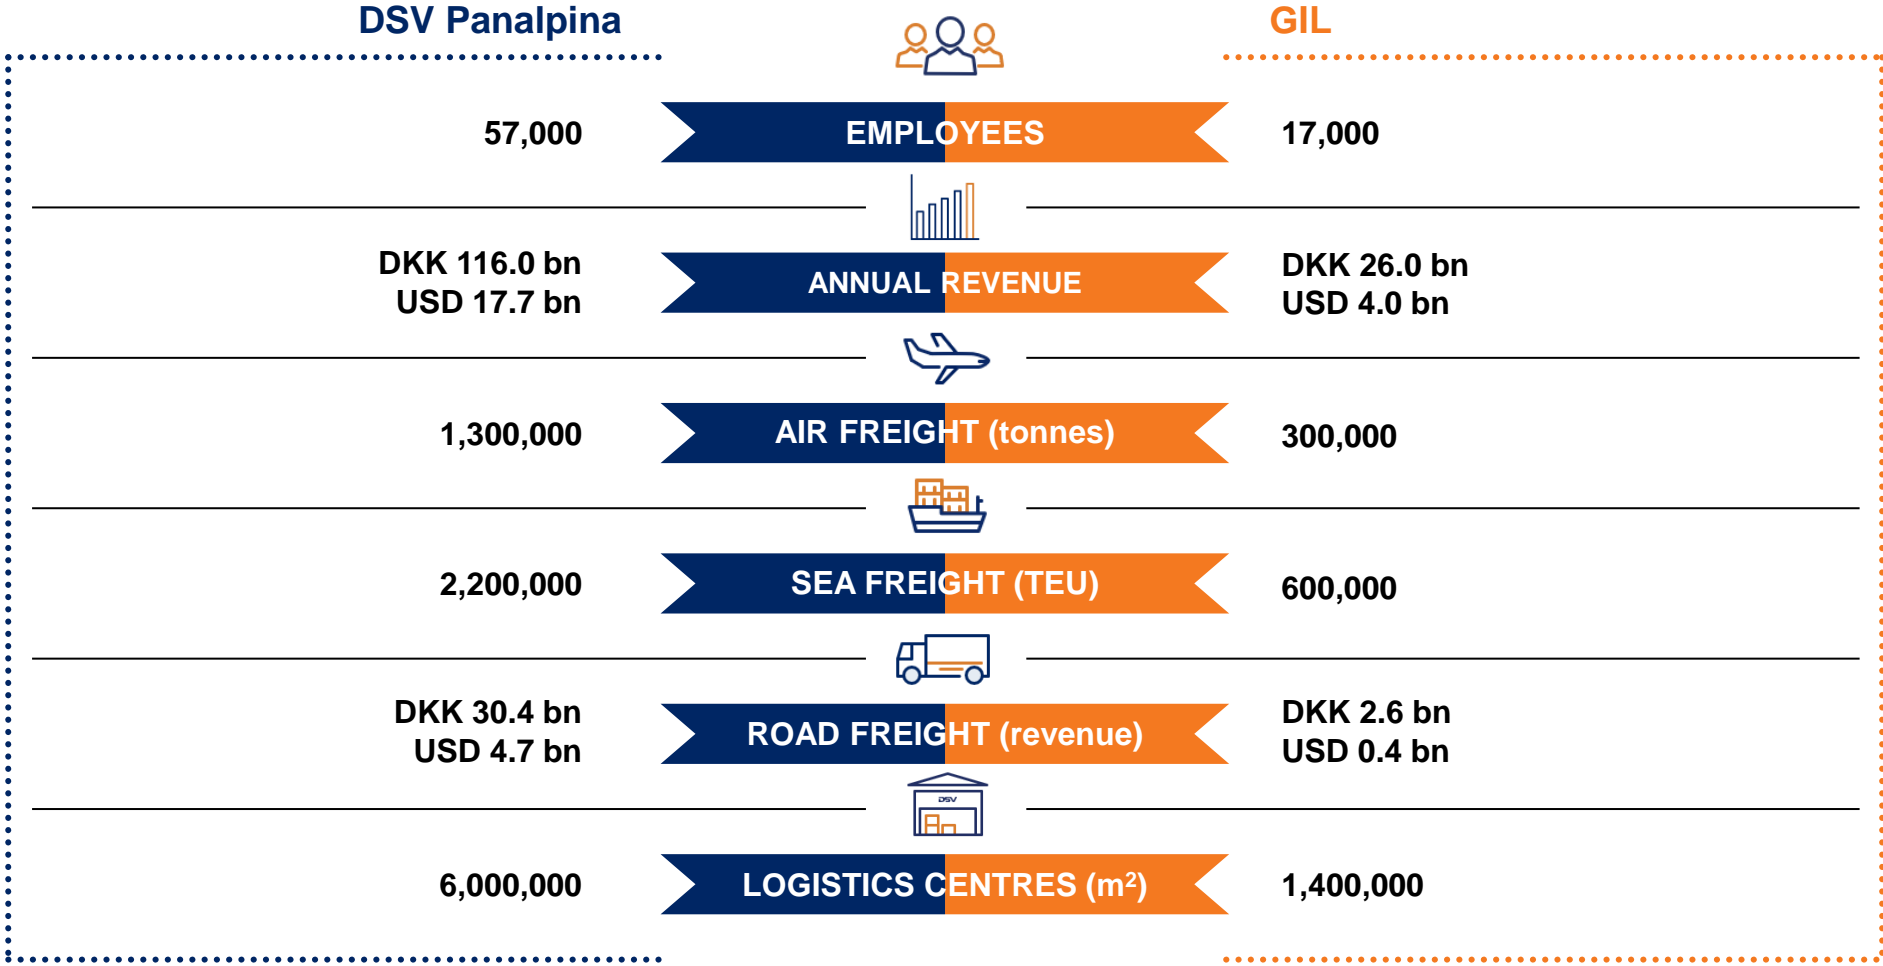 DSV Panalpina
GIL
57,000
EMPLOYEES
17,000
DKK 116.0 bn
USD 17.7 bn
ANNUAL REVENUE
DKK 26.0 bn
USD 4.0 bn
1,300,000
AIR FREIGHT (tonnes)
300,000
2,200,000
SEA FREIGHT (TEU)
600,000
DKK 30.4 bn
USD 4.7 bn
ROAD FREIGHT (revenue)
DKK 2.6 bn
USD 0.4 bn
DSV
6,000,000
LOGISTICS CENTRES (m²)
1,400,000